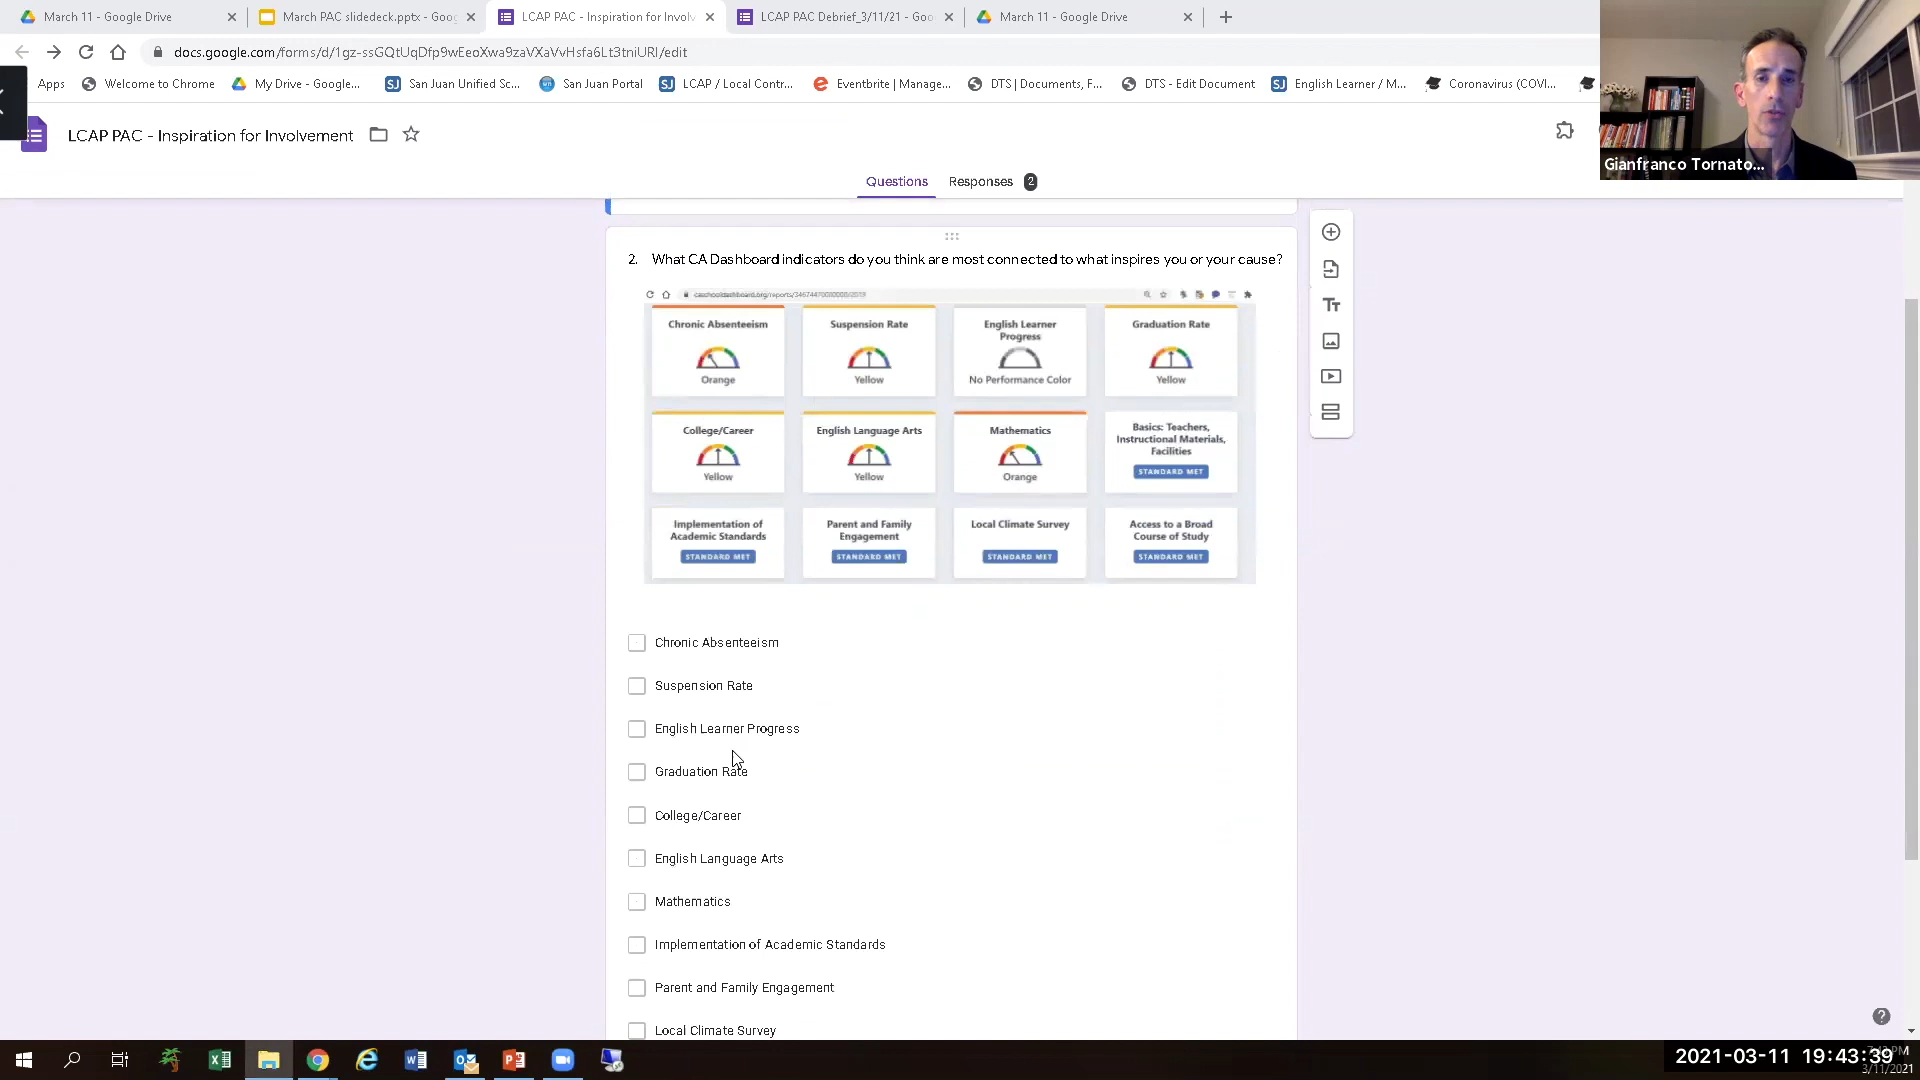 March 11 - Google Drive
March PAC slidedeck.pptx - Goog
LCAP PAC - Inspiration for Involv
LCAP PAC Debrief_3/11/21 - Goo
March 11 - Google Drive
docs.google.com/forms/d/1gz-ssGQtUqDfp9wEeoXwa9zaVXaVvHsfa6Lt3tniURI/edit
Apps
Welcome to Chrome
My Drive - Google...
San Juan Unified Sc...
San Juan Portal
LCAP / Local Contr...
Eventbrite | Manage...
DTS | Documents, F...
DTS - Edit Document
English Learner / M...
Coronavirus (COVI...
LCAP PAC - Inspiration for Involvement
Gianfranco Tornato...
Questions
Responses 2
2. What CA Dashboard indicators do you think are most connected to what inspires you or your cause?
Chronic Absenteeism
Orange
Suspension Rate
Yellow
English Learner
Progress
No Performance Color
Graduation Rate
Yellow
College/Career
Yellow
English Language Arts
Yellow
Mathematics
Orange
Basics: Teachers,
Instructional Materials,
Facilities
STANDARD MET
Implementation of
Academic Standards
STANDARD MET
Parent and Family
Engagement
STANDARD MET
Local Climate Survey
STANDARD MET
Access to a Broad
Course of Study
STANDARD MET
Chronic Absenteeism
Suspension Rate
English Learner Progress
Graduation Rate
College/Career
English Language Arts
Mathematics
Implementation of Academic Standards
Parent and Family Engagement
Local Climate Survey
2021-03-11 19:43:39
3/11/2021